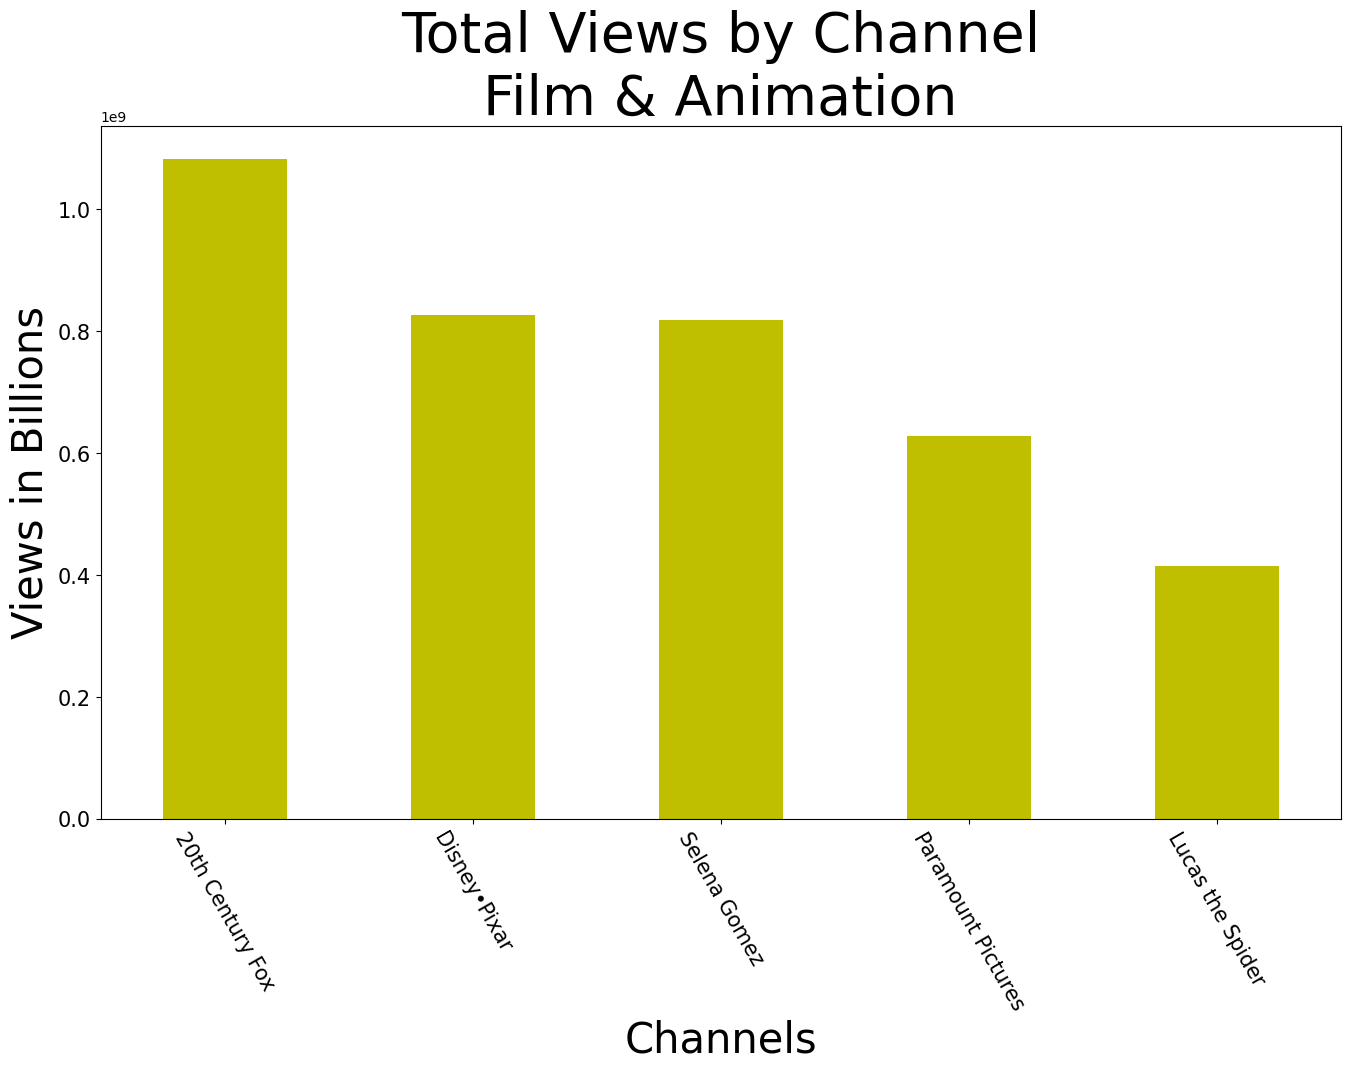 Total Views by Channel
Film & Animation
1e9
Views in Billions
1.0
0.8
0.6
0.4
0.2
0.0
20th Century Fox
Disney•Pixar
Selena Gomez
Paramount Pictures
Lucas the Spider
Channels